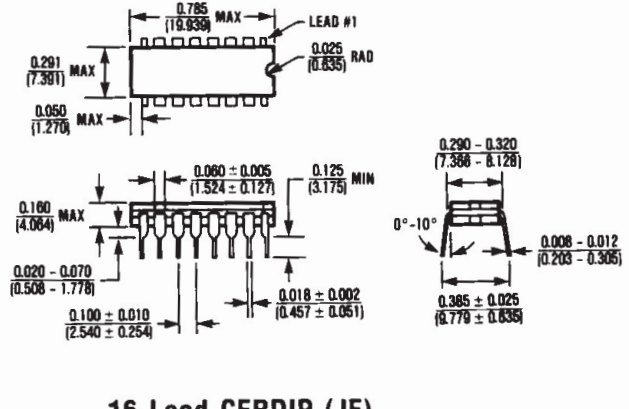 0.785
(19.939) MAX
LEAD #1
0.025
(0.635) RAD
0.291
(7.391) MAX
0.050
(1.270) MAX
0.060 ± 0.005
(1.524 ± 0.127)
0.125
(3.175) MIN
0.290 - 0.320
(7.366 - 8.128)
0.160
(4.064) MAX
0°-10°
0.008 - 0.012
(0.203 - 0.305)
0.020 - 0.070
(0.508 - 1.778)
0.018 ± 0.002
(0.457 ± 0.051)
0.385 ± 0.025
(9.779 ± 0.635)
0.100 ± 0.010
(2.540 ± 0.254)
16 Lead CERDIP (JE)